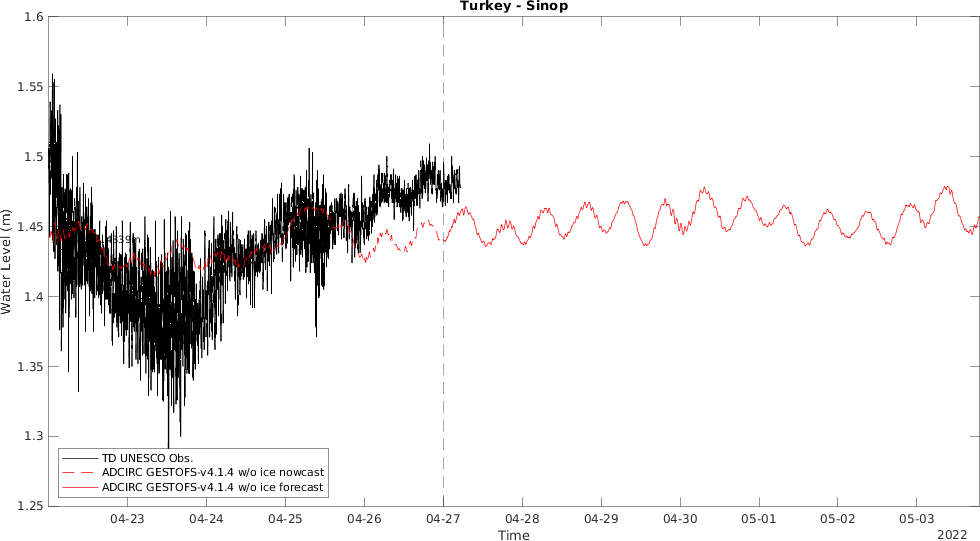 Turkey - Sinop
1.6
1.55
1.5
1.45
1.4
1.35
1.3
1.25
Water Level (m)
TD UNESCO Obs.
ADCIRC GESTOFS-v4.1.4 w/o ice nowcast
ADCIRC GESTOFS-v4.1.4 w/o ice forecast
04-23 04-24 04-25 04-26 04-27 04-28 04-29 04-30 05-01 05-02 05-03
Time
2022